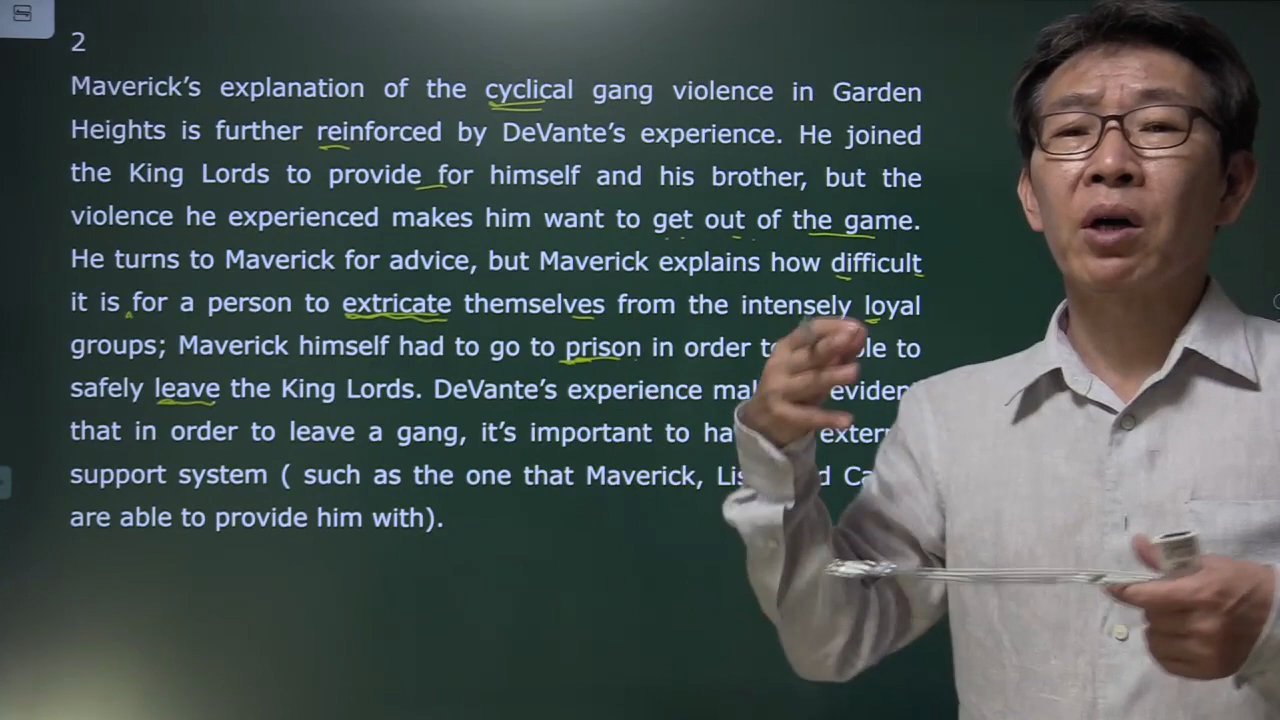 2
Maverick’s explanation of the cyclical gang violence in Garden
Heights is further reinforced by DeVante’s experience. He joined
the King Lords to provide for himself and his brother, but the
violence he experienced makes him want to get out of the game.
He turns to Maverick for advice, but Maverick explains how difficult
it is for a person to extricate themselves from the intensely loyal
groups; Maverick himself had to go to prison in order to
safely leave the King Lords. DeVante’s experience
that in order to leave a gang, it’s important to
support system ( such as the one that Maverick,
are able to provide him with).